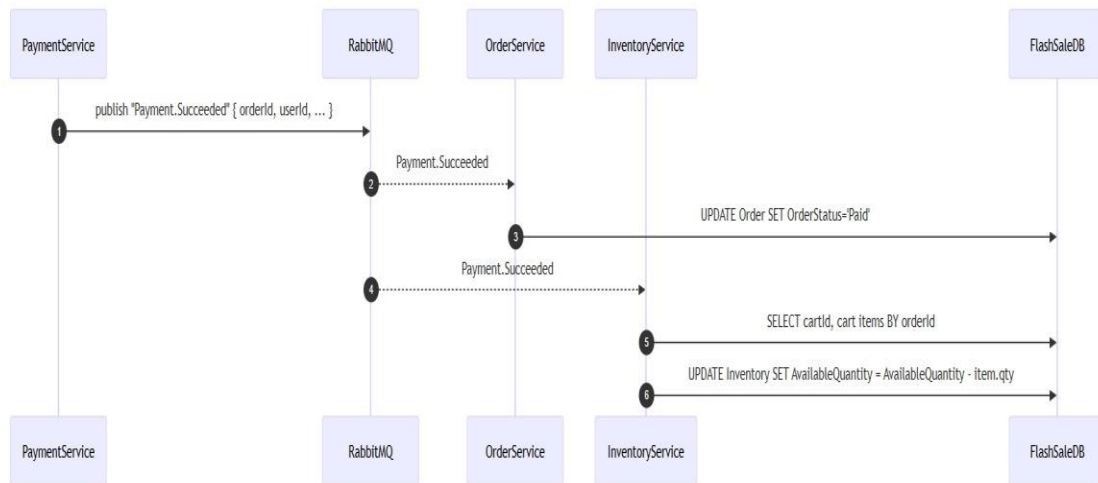 PaymentService
RabbitMQ
OrderService
InventoryService
FlashSaleDB
publish "Payment.Succeeded" { orderId, userId, ... }
1
Payment.Succeeded
2
UPDATE Order SET OrderStatus='Paid'
3
Payment.Succeeded
4
SELECT cartId, cart items BY orderId
5
UPDATE Inventory SET AvailableQuantity = AvailableQuantity - item.qty
6
PaymentService
RabbitMQ
OrderService
InventoryService
FlashSaleDB